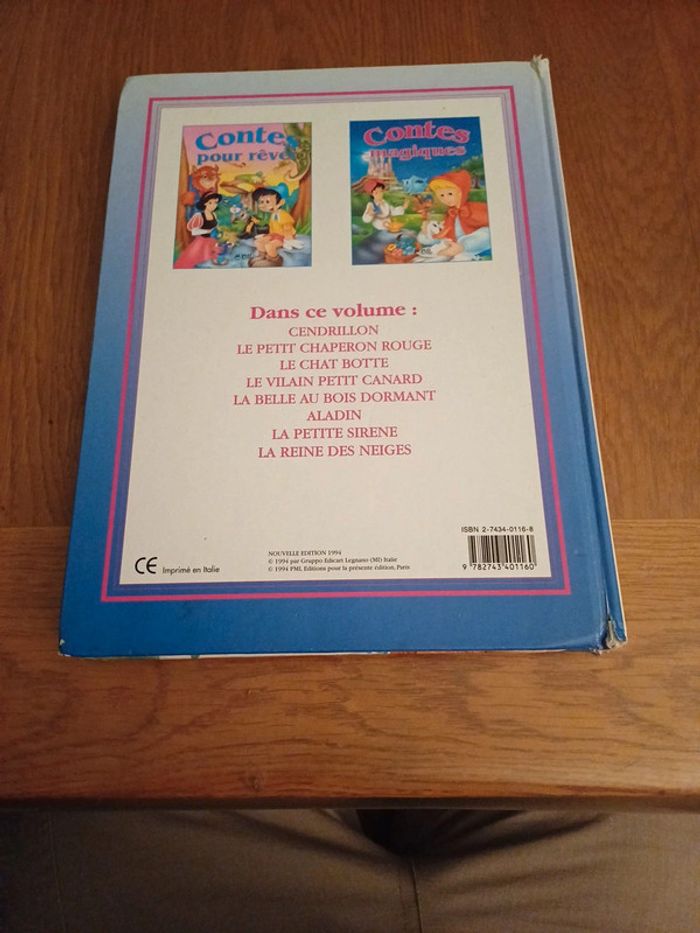 Contes
pour rêver
Contes
magiques
Dans ce volume :
CENDRILLON
LE PETIT CHAPERON ROUGE
LE CHAT BOTTE
LE VILAIN PETIT CANARD
LA BELLE AU BOIS DORMANT
ALADIN
LA PETITE SIRENE
LA REINE DES NEIGES
ISBN 2-7434-0116-8
9 782743 401160
NOUVELLE EDITION 1994
© 1994 par Gruppo Edicart Legnano (MI) Italie
© 1994 PML Editions pour la présente édition, Paris
CE Imprimé en Italie